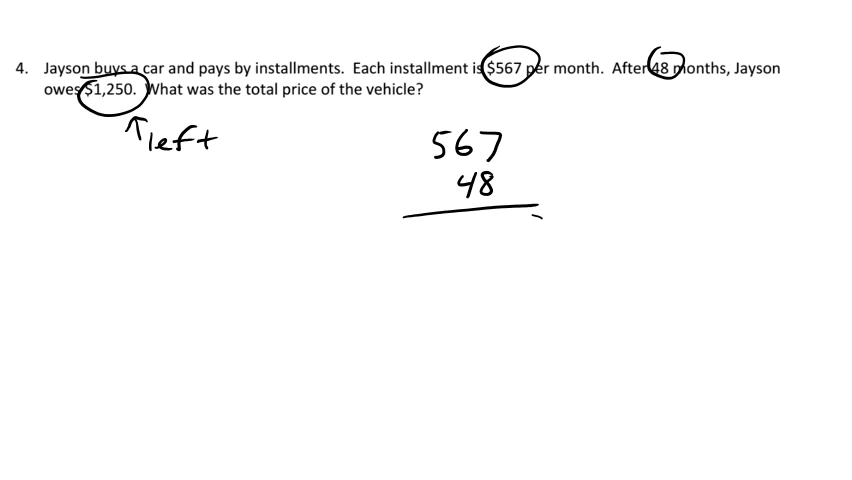 4. Jayson buys a car and pays by installments. Each installment is $567 per month. After 48 months, Jayson
owes $1,250. What was the total price of the vehicle?
left
567
48